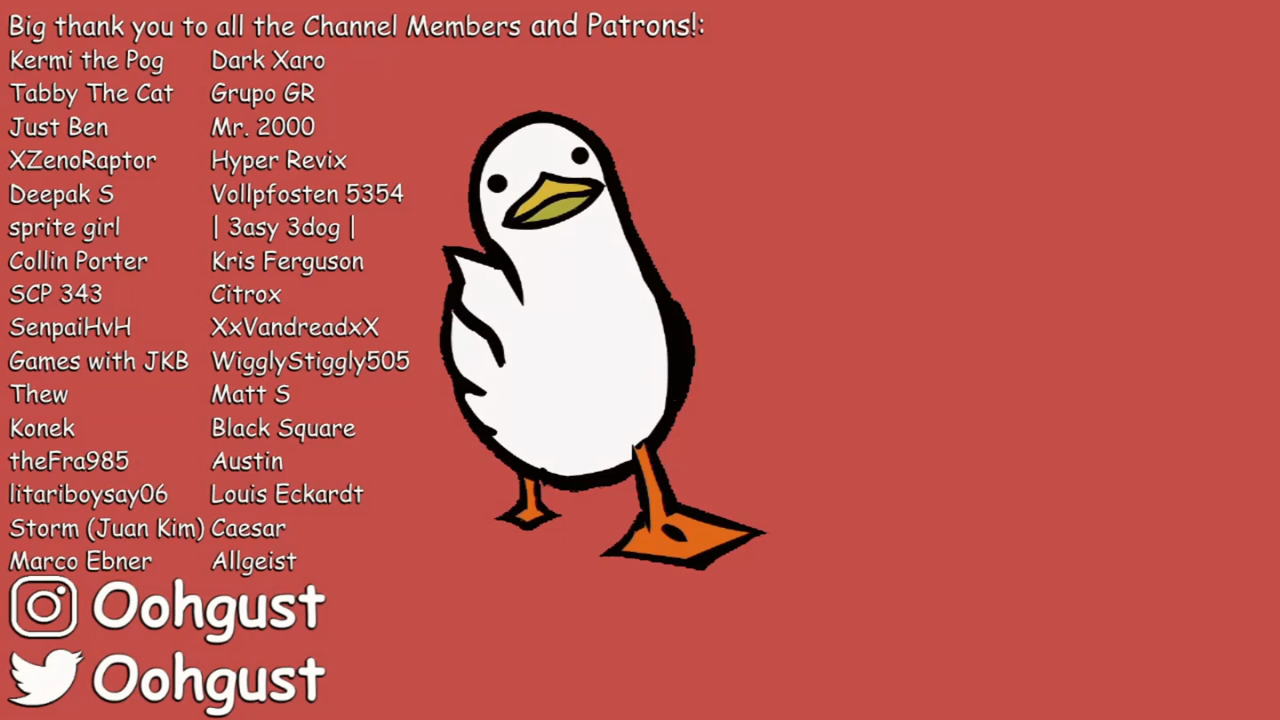 Big thank you to all the Channel Members and Patrons!:
Kermi the Pog Dark Xaro
Tabby The Cat Grupo GR
Just Ben Mr. 2000
XZenoRaptor Hyper Revix
Deepak S Vollpfosten 5354
sprite girl | 3asy 3dog |
Collin Porter Kris Ferguson
SCP 343 Citrox
SenpaiHvH XxVandreadxX
Games with JKB WigglyStiggly505
Thew Matt S
Konek Black Square
theFra985 Austin
litariboysay06 Louis Eckardt
Storm (Juan Kim) Caesar
Marco Ebner Allgeist
Oohgust
Oohgust